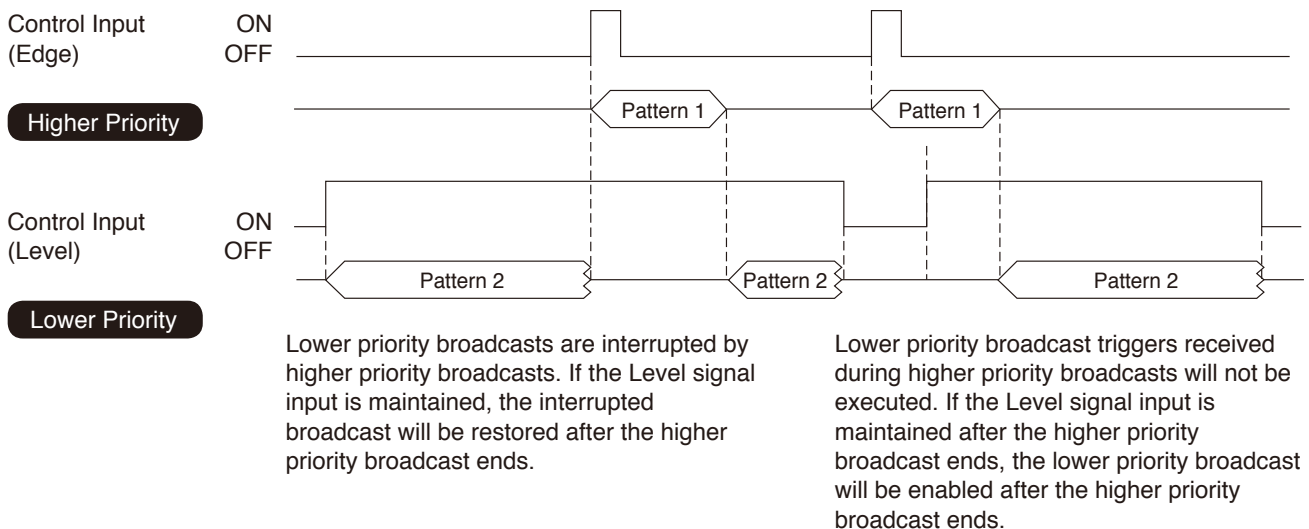 Control Input ON
(Edge) OFF
Higher Priority
Pattern 1 Pattern 1
Control Input ON
(Level) OFF
Pattern 2 Pattern 2 Pattern 2
Lower Priority
Lower priority broadcasts are interrupted by
higher priority broadcasts. If the Level signal
input is maintained, the interrupted
broadcast will be restored after the higher
priority broadcast ends.
Lower priority broadcast triggers received
during higher priority broadcasts will not be
executed. If the Level signal input is
maintained after the higher priority
broadcast ends, the lower priority broadcast
will be enabled after the higher priority
broadcast ends.